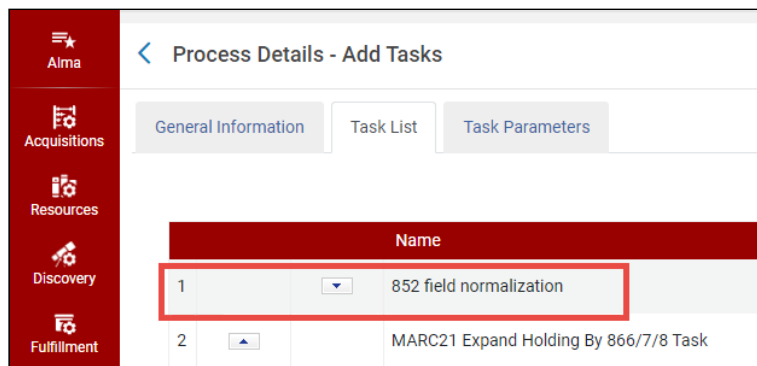 Alma
Process Details - Add Tasks
Acquisitions
General Information Task List Task Parameters
Resources
Name
Discovery
1 852 field normalization
Fulfillment
2 MARC21 Expand Holding By 866/7/8 Task